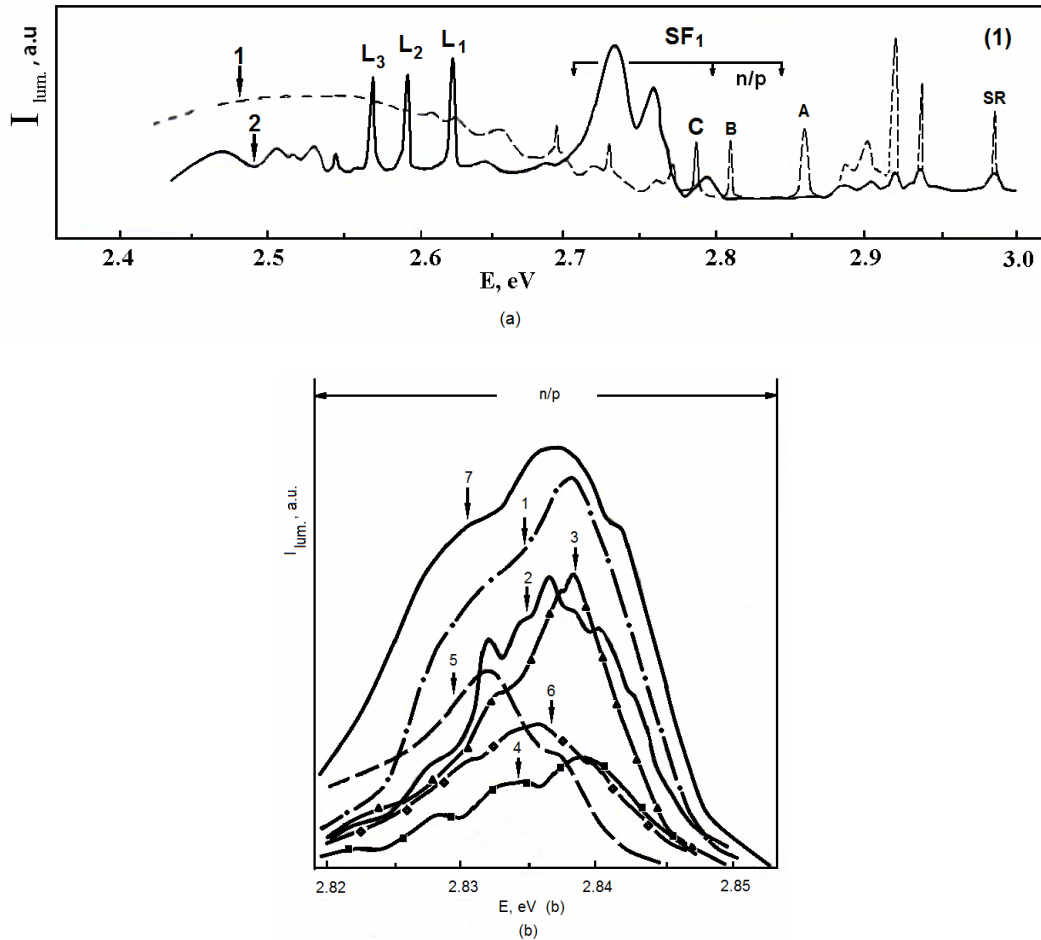 I lum. , a.u
1
2
L3
L2
L1
SF1
n/p
(1)
C
B
A
SR
2.4
2.5
2.6
2.7
2.8
2.9
3.0
E, eV
(a)
n/p
I lum. , a.u.
7
1
3
2
5
6
4
2.82
2.83
2.84
2.85
E, eV (b)
(b)